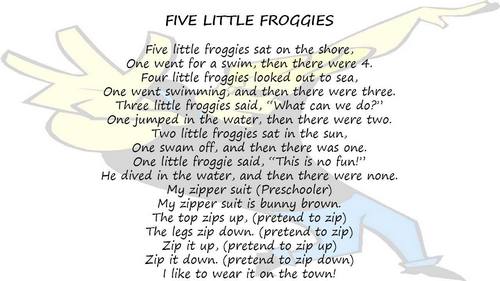 FIVE LITTLE FROGGIES
Five little froggies sat on the shore,
One went for a swim, then there were 4.
Four little froggies looked out to sea,
One went swimming, and then there were three.
Three little froggies said, “What can we do?”
One jumped in the water, then there were two.
Two little froggies sat in the sun,
One swam off, and then there was one.
One little froggie said, “This is no fun!”
He dived in the water, and then there were none.
My zipper suit (Preschooler)
My zipper suit is bunny brown.
The top zips up, (pretend to zip)
The legs zip down. (pretend to zip)
Zip it up, (pretend to zip up)
Zip it down. (pretend to zip down)
I like to wear it on the town!